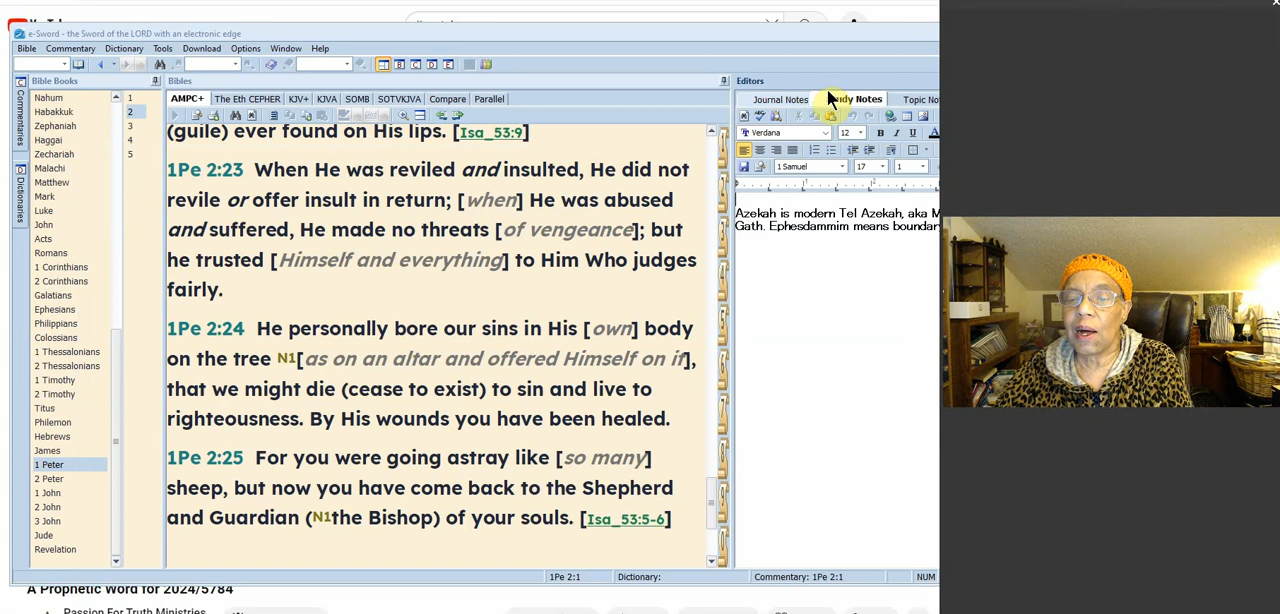 e-Sword - the Sword of the LORD with an electronic edge
Bible Commentary Dictionary Tools Options Window Help
B C D E
Commentaries
Dictionaries
Bible Books
Nahum
Habakkuk
Zephaniah
Haggai
Zechariah
Malachi
Matthew
Mark
Luke
John
Acts
Romans
1 Corinthians
2 Corinthians
Galatians
Ephesians
Philippians
Colossians
1 Thessalonians
2 Thessalonians
1 Timothy
2 Timothy
Titus
Philemon
Hebrews
James
1 Peter
2 Peter
1 John
2 John
3 John
Jude
Revelation
1
2
3
4
5
Bibles
AMPC+ The Eth CEPHER KJV+ KJVA SOMB SOTVKJVA Compare Parallel
(guile) ever found on His lips. [Isa_53:9]
1Pe 2:23 When He was reviled and insulted, He did not
revile or offer insult in return; [when] He was abused
and suffered, He made no threats [of vengeance]; but
he trusted [Himself and everything] to Him Who judges
fairly.
1Pe 2:24 He personally bore our sins in His [own] body
on the tree N1[as on an altar and offered Himself on it],
that we might die (cease to exist) to sin and live to
righteousness. By His wounds you have been healed.
1Pe 2:25 For you were going astray like [so many]
sheep, but now you have come back to the Shepherd
and Guardian (N1the Bishop) of your souls. [Isa_53:5-6]
Editors
Journal Notes udy Notes Topic No
Verdana 12 B I U A
1 Samuel 17 1
Azekah is modern Tel Azekah, aka M
Gath. Ephesdammim means boundary
1Pe 2:1 Dictionary: Commentary: 1Pe 2:1 NUM
A Prophetic Word for 2024/5784
Passion For Truth Ministries